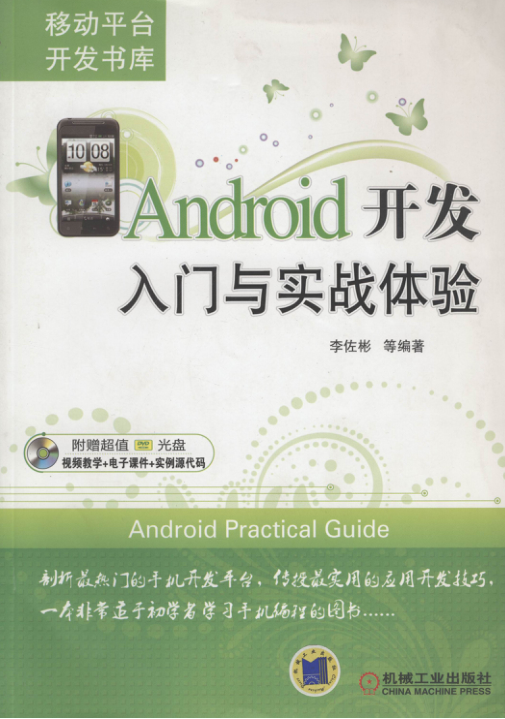 移动平台
开发书库
10 08
Android 开发
入门与实战体验
李佐彬 等编著
附赠超值 DVD 光盘
视频教学+电子课件+实例源代码
Android Practical Guide
剖析最热门的手机开发平台,传授最实用的应用开发技巧,
一本非常适于初学者学习手机编程的图书……
机械工业出版社
CHINA MACHINE PRESS